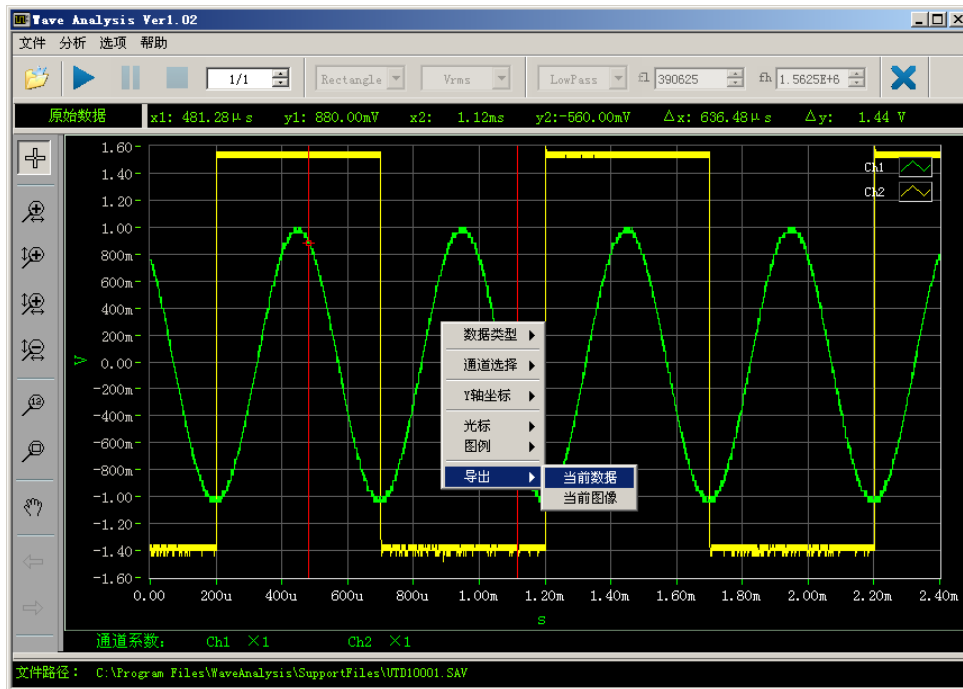 Wave Analysis Ver1.02
文件 分析 选项 帮助
1/1 Rectangle Vrms LowPass fl 390625 fh 1.5625E+6
原始数据 x1: 481.28μs y1: 880.00mV x2: 1.12ms y2:-560.00mV Δx: 636.48μs Δy: 1.44 V
1.60
1.40
1.20
1.00
800m
600m
400m
200m
0.00
-200m
-400m
-600m
-800m
-1.00
-1.20
-1.40
-1.60
V
Ch1
Ch2
数据类型
通道选择
Y轴坐标
光标
图例
导出
当前数据
当前图像
0.00 200u 400u 600u 800u 1.00m 1.20m 1.40m 1.60m 1.80m 2.00m 2.20m 2.40m
s
通道系数: Ch1 ×1 Ch2 ×1
文件路径: C:\Program Files\WaveAnalysis\SupportFiles\UTD10001.SAV